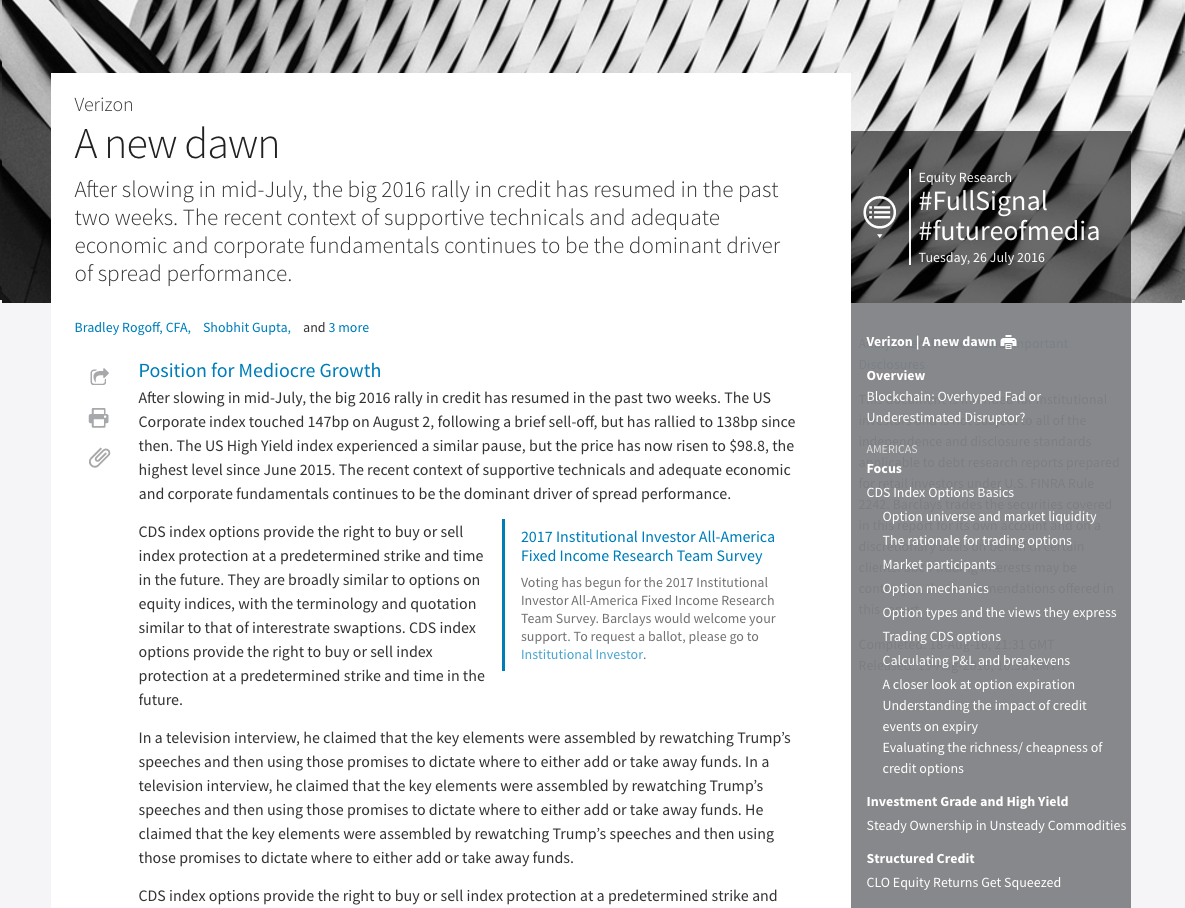 Verizon
A new dawn
After slowing in mid-July, the big 2016 rally in credit has resumed in the past
two weeks. The recent context of supportive technicals and adequate
economic and corporate fundamentals continues to be the dominant driver
of spread performance.
Bradley Rogoff, CFA, Shobhit Gupta, and 3 more
Position for Mediocre Growth
After slowing in mid-July, the big 2016 rally in credit has resumed in the past two weeks. The US
Corporate index touched 147bp on August 2, following a brief sell-off, but has rallied to 138bp since
then. The US High Yield index experienced a similar pause, but the price has now risen to $98.8, the
highest level since June 2015. The recent context of supportive technicals and adequate economic
and corporate fundamentals continues to be the dominant driver of spread performance.
CDS index options provide the right to buy or sell
index protection at a predetermined strike and time
in the future. They are broadly similar to options on
equity indices, with the terminology and quotation
similar to that of interestrate swaptions. CDS index
options provide the right to buy or sell index
protection at a predetermined strike and time in the
future.
2017 Institutional Investor All-America
Fixed Income Research Team Survey
Voting has begun for the 2017 Institutional
Investor All-America Fixed Income Research
Team Survey. Barclays would welcome your
support. To request a ballot, please go to
Institutional Investor.
In a television interview, he claimed that the key elements were assembled by rewatching Trump’s
speeches and then using those promises to dictate where to either add or take away funds. In a
television interview, he claimed that the key elements were assembled by rewatching Trump’s
speeches and then using those promises to dictate where to either add or take away funds. He
claimed that the key elements were assembled by rewatching Trump’s speeches and then using
those promises to dictate where to either add or take away funds.
CDS index options provide the right to buy or sell index protection at a predetermined strike and
Equity Research
#FullSignal
#futureofmedia
Tuesday, 26 July 2016
Verizon | A new dawn
Overview
Blockchain: Overhyped Fad or
Underestimated Disruptor?
AMERICAS
Focus
CDS Index Options Basics
Option universe and market liquidity
The rationale for trading options
Market participants
Option mechanics
Option types and the views they express
Trading CDS options
Calculating P&L and breakevens
A closer look at option expiration
Understanding the impact of credit
events on expiry
Evaluating the richness/ cheapness of
credit options
Investment Grade and High Yield
Steady Ownership in Unsteady Commodities
Structured Credit
CLO Equity Returns Get Squeezed